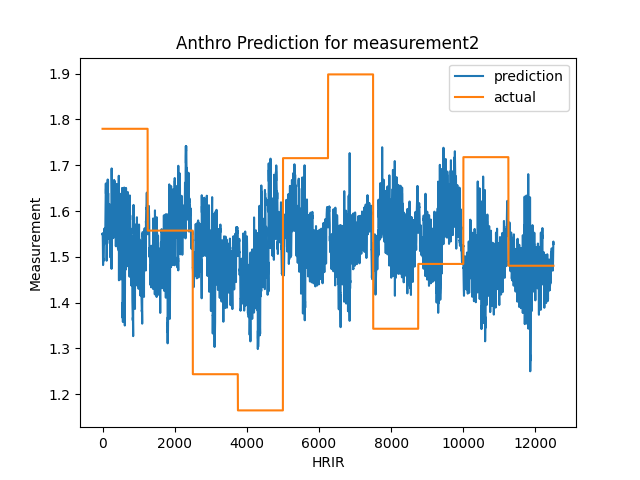 Anthro Prediction for measurement2
prediction
actual
Measurement
1.9
1.8
1.7
1.6
1.5
1.4
1.3
1.2
0 2000 4000 6000 8000 10000 12000
HRIR